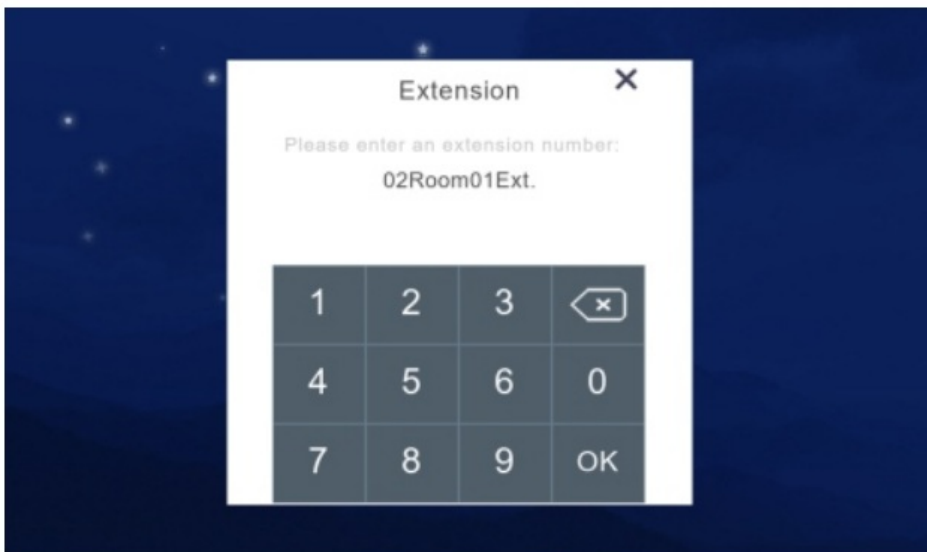 Extension
Please enter an extension number:
02Room01Ext.
1 2 3
4 5 6 0
7 8 9 OK